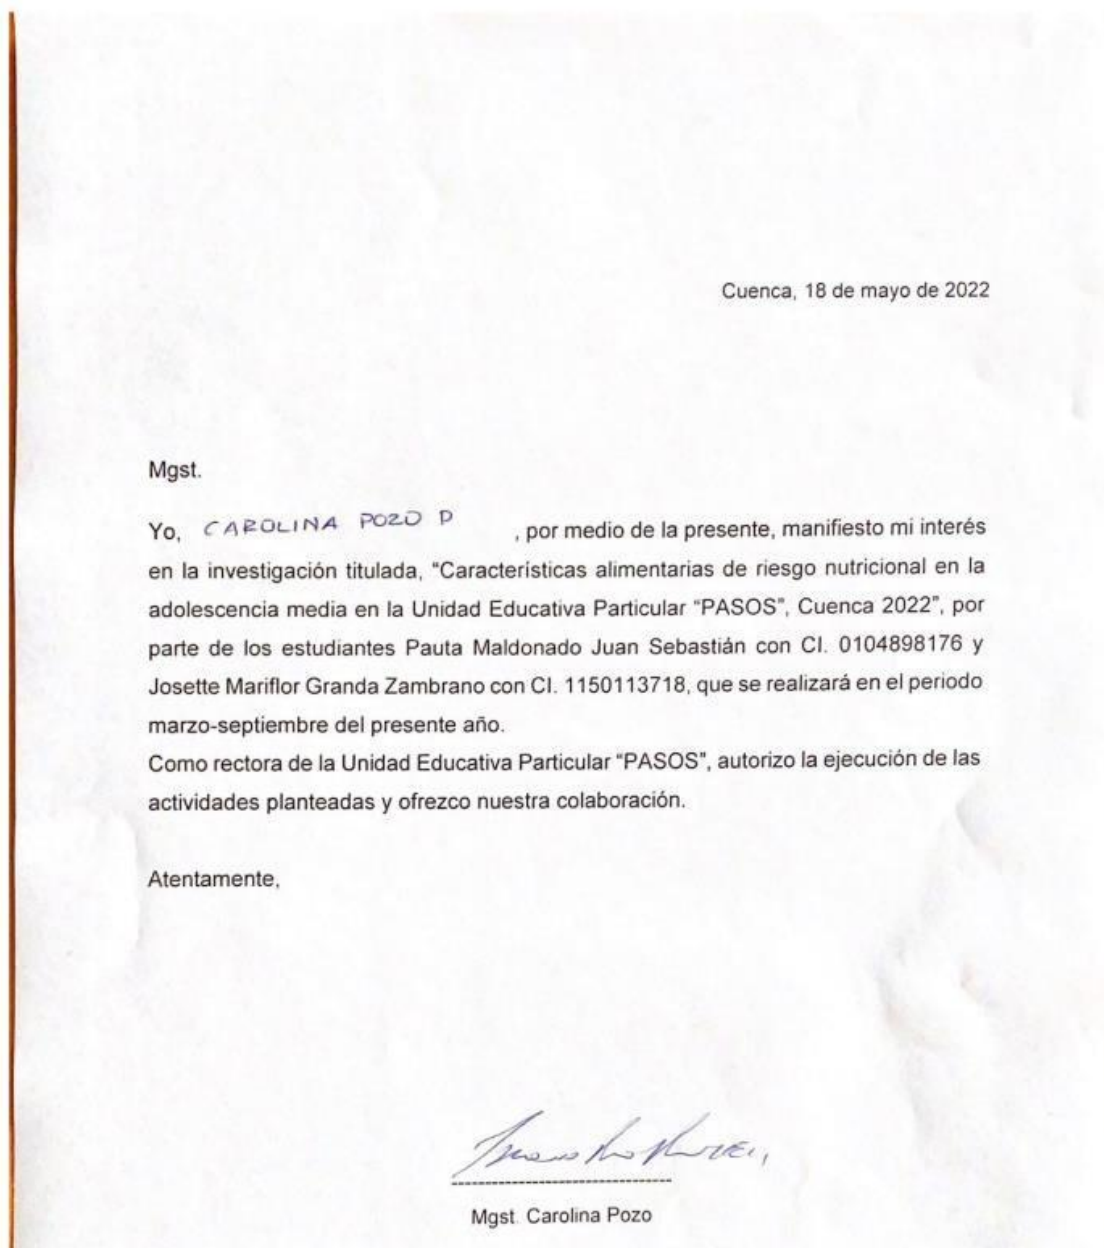 Cuenca, 18 de mayo de 2022
Mgst.
Yo, CAROLINA POZO P , por medio de la presente, manifiesto mi interés
en la investigación titulada, “Características alimentarias de riesgo nutricional en la
adolescencia media en la Unidad Educativa Particular “PASOS”, Cuenca 2022”, por
parte de los estudiantes Pauta Maldonado Juan Sebastián con CI. 0104898176 y
Josette Mariflor Granda Zambrano con CI. 1150113718, que se realizará en el periodo
marzo-septiembre del presente año.
Como rectora de la Unidad Educativa Particular “PASOS”, autorizo la ejecución de las
actividades planteadas y ofrezco nuestra colaboración.
Atentamente,
Mgst. Carolina Pozo